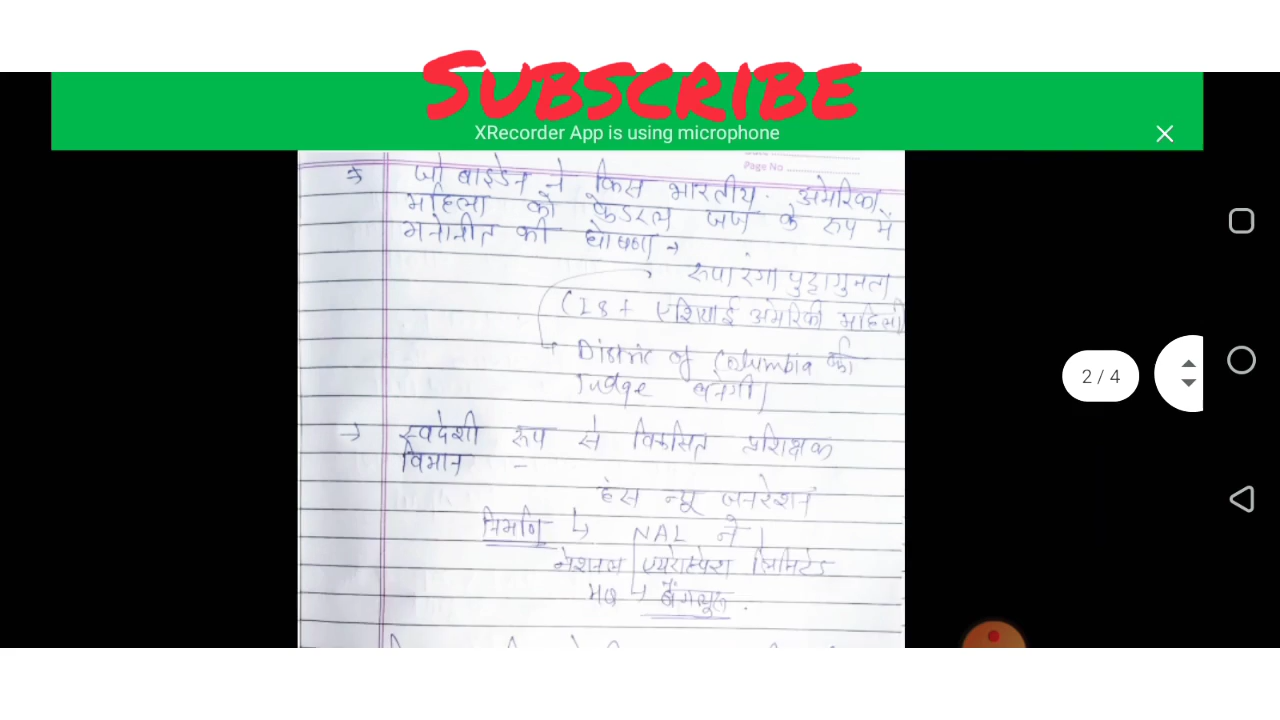 SUBSCRIBE
XRecorder App is using microphone
Page No
जो बाइडेन ने किस भारतीय. अमेरिकी
महिला को फेडरल जज के रुप में
मनोनीत की घोषणा →
रूपा रंगा पुट्टागुनता
(1st एशियाई अमेरिकी महिला
District of Columbia की
Judge बनेगी।
2 / 4
→ स्वदेशी रूप से विकसित प्रशिक्षक
विमान –
हंस न्यू जनरेशन
निर्माण ↳ NAL ने।
नेशनल एयरोस्पेश लिमिटेड
↳ बैंगलुरु.